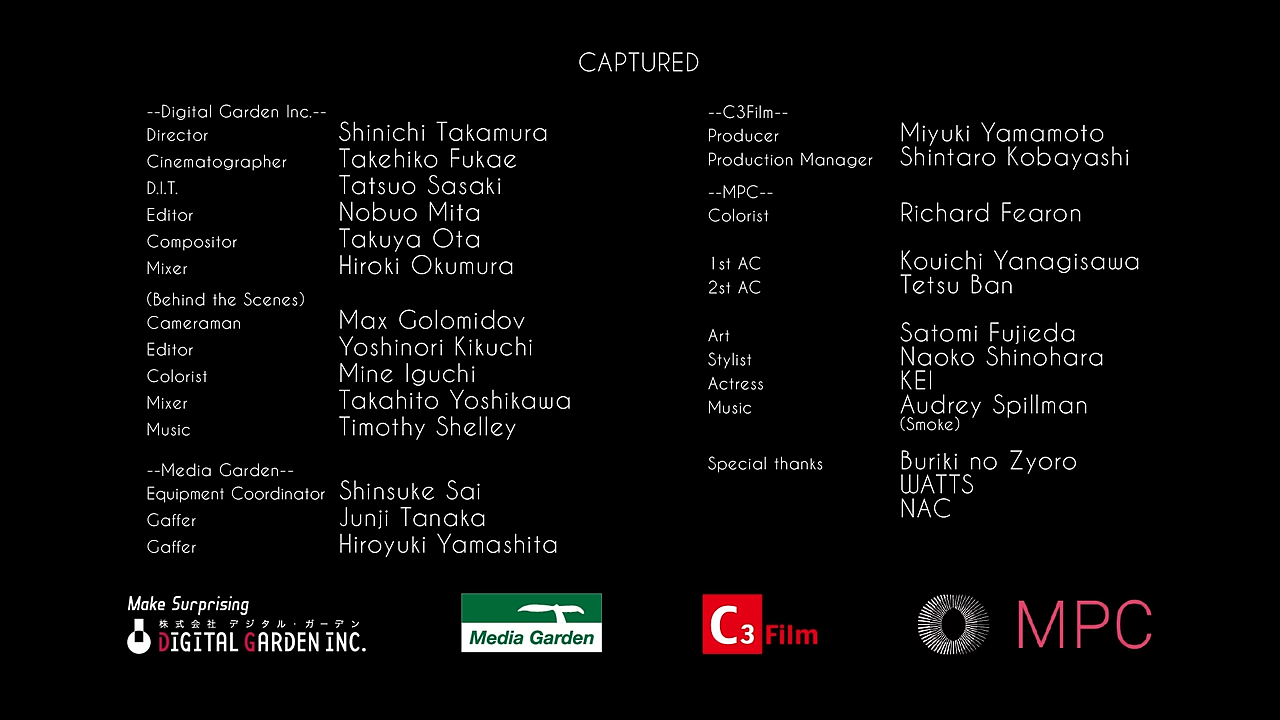 CAPTURED
--Digital Garden Inc.--
Director Shinichi Takamura
Cinematographer Takehiko Fukae
D.I.T. Tatsuo Sasaki
Editor Nobuo Mita
Compositor Takuya Ota
Mixer Hiroki Okumura
(Behind the Scenes)
Cameraman Max Golomidov
Editor Yoshinori Kikuchi
Colorist Mine Iguchi
Mixer Takahito Yoshikawa
Music Timothy Shelley
--Media Garden--
Equipment Coordinator Shinsuke Sai
Gaffer Junji Tanaka
Gaffer Hiroyuki Yamashita
--C3Film--
Producer Miyuki Yamamoto
Production Manager Shintaro Kobayashi
--MPC--
Colorist Richard Fearon
1st AC Kouichi Yanagisawa
2st AC Tetsu Ban
Art Satomi Fujieda
Stylist Naoko Shinohara
Actress KEI
Music Audrey Spillman
(Smoke)
Special thanks Buriki no Zyoro
WATTS
NAC
Make Surprising
株式会社 デジタル・ガーデン
DIGITAL GARDEN INC.
Media Garden
C3 Film
MPC